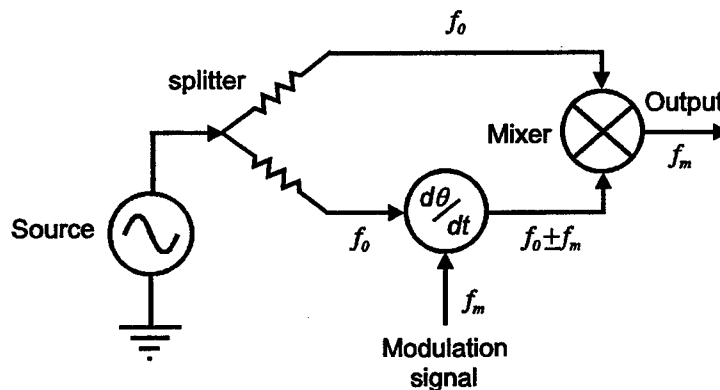 f₀
splitter
Output
Mixer
fₘ
dθ/dt
Source
f₀
f₀±fₘ
fₘ
Modulation
signal